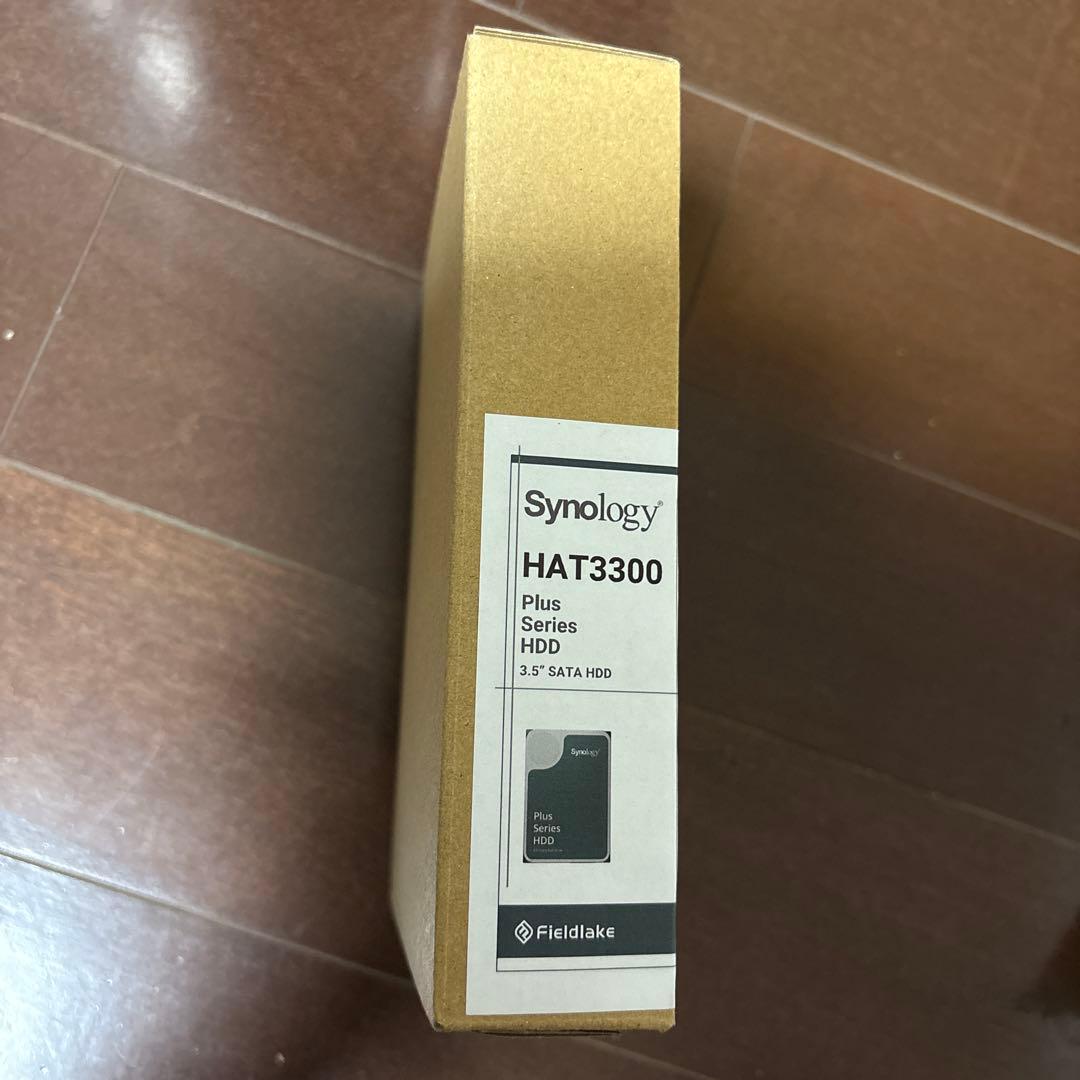 Synology®
HAT3300
Plus
Series
HDD
3.5” SATA HDD
Synology
Plus
Series
HDD
Fieldlake